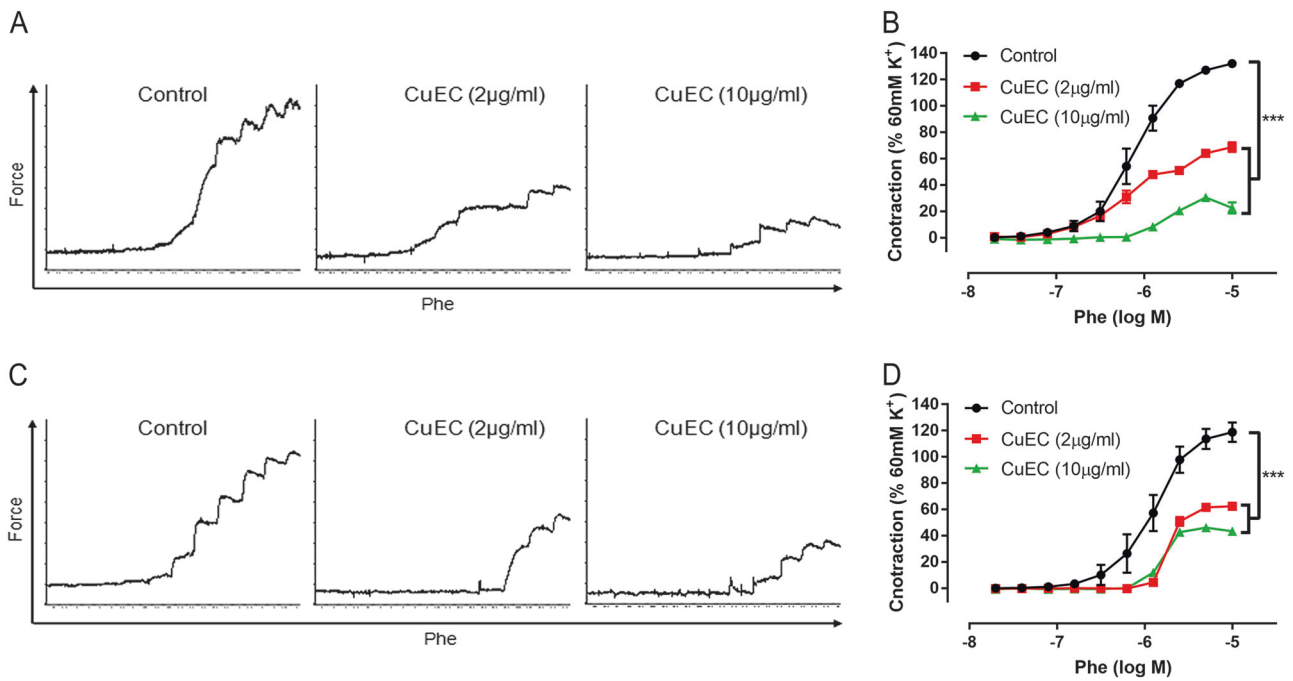 A
Control
CuEC (2µg/ml)
CuEC (10µg/ml)
Force
Phe
B
Control
CuEC (2µg/ml)
CuEC (10µg/ml)
***
Cnotraction (% 60mM K⁺)
140
120
100
80
60
40
20
0
-8
-7
-6
-5
Phe (log M)
C
Control
CuEC (2µg/ml)
CuEC (10µg/ml)
Force
Phe
D
Control
CuEC (2µg/ml)
CuEC (10µg/ml)
***
Cnotraction (% 60mM K⁺)
140
120
100
80
60
40
20
0
-8
-7
-6
-5
Phe (log M)